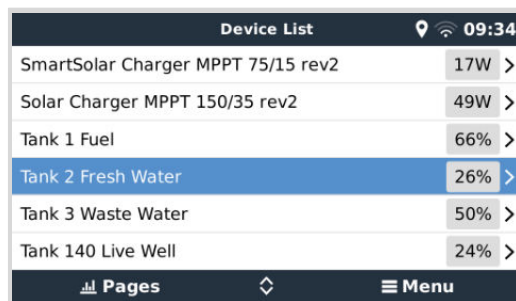 Device List 09:34
SmartSolar Charger MPPT 75/15 rev2 17W
Solar Charger MPPT 150/35 rev2 49W
Tank 1 Fuel 66%
Tank 2 Fresh Water 26%
Tank 3 Waste Water 50%
Tank 140 Live Well 24%
Pages Menu